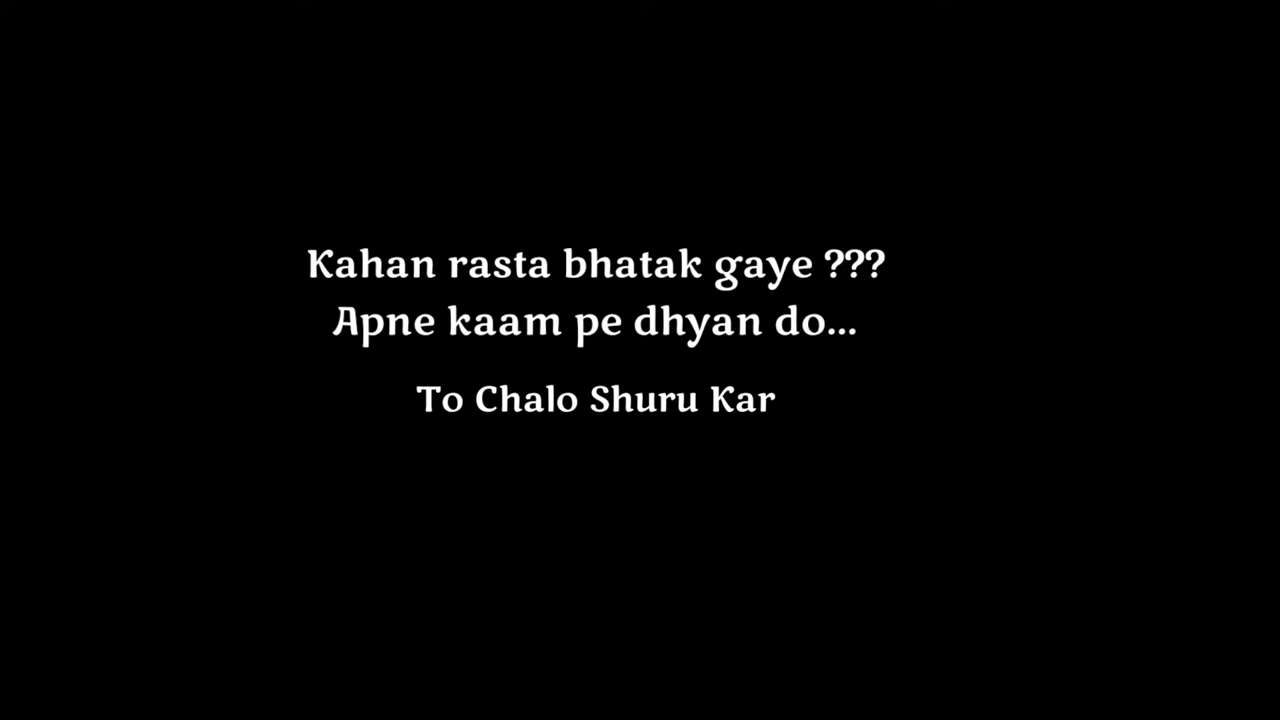 Kahan rasta bhatak gaye ???
Apne kaam pe dhyan do...
To Chalo Shuru Kar